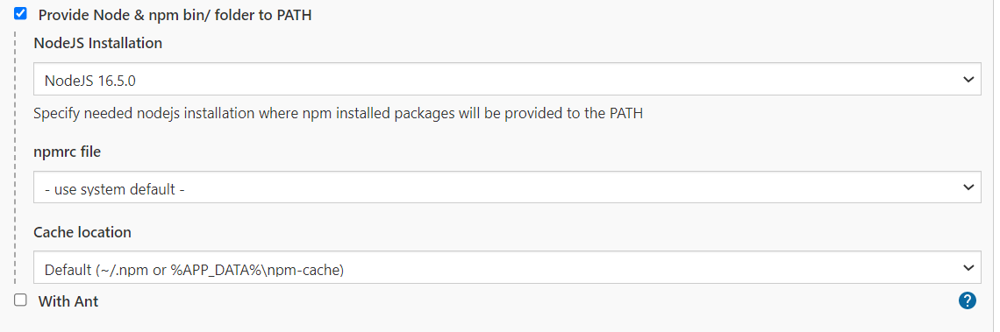 Provide Node & npm bin/ folder to PATH
NodeJS Installation
NodeJS 16.5.0
Specify needed nodejs installation where npm installed packages will be provided to the PATH
npmrc file
- use system default -
Cache location
Default (~/.npm or %APP_DATA%\npm-cache)
With Ant
?